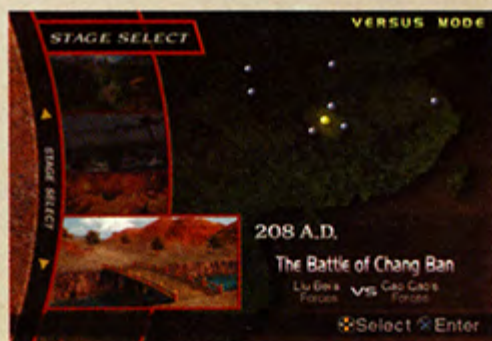 VERSUS MODE
STAGE SELECT
STAGE SELECT
208 A.D.
The Battle of Chang Ban
Liu Bei's VS Cao Cao's
Forces Forces
Select Enter